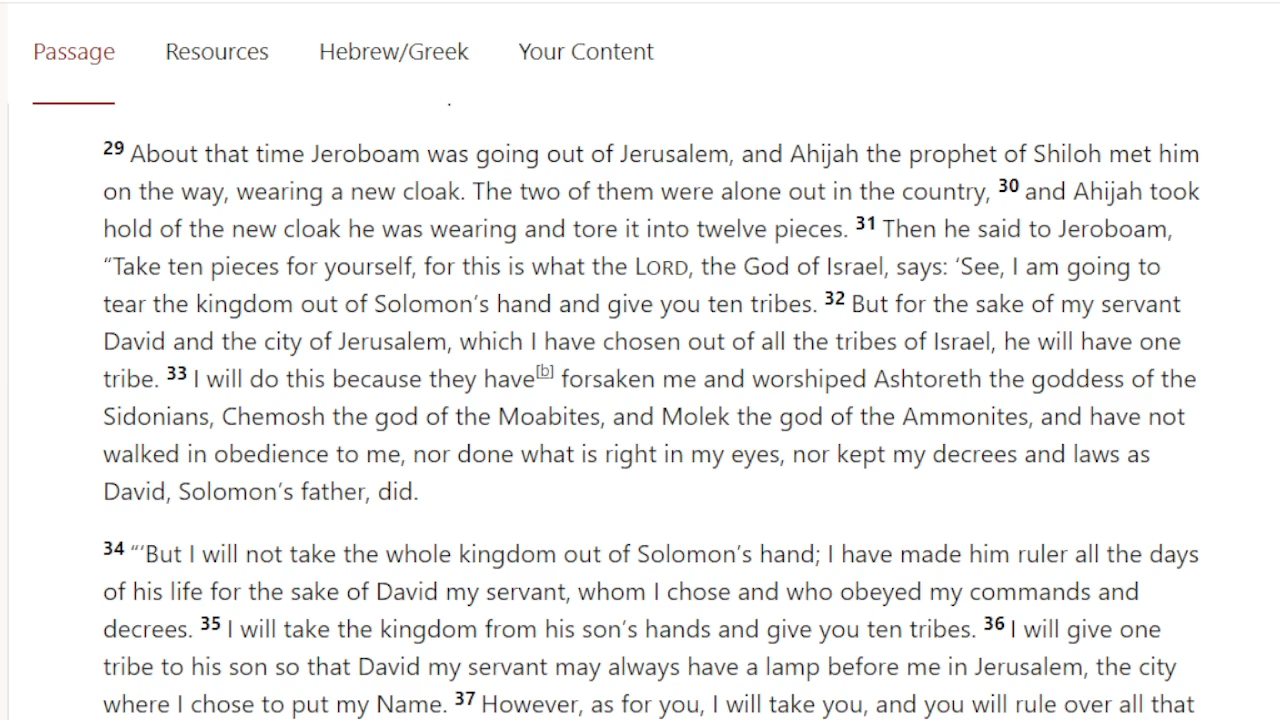 Passage Resources Hebrew/Greek Your Content
29 About that time Jeroboam was going out of Jerusalem, and Ahijah the prophet of Shiloh met him
on the way, wearing a new cloak. The two of them were alone out in the country, 30 and Ahijah took
hold of the new cloak he was wearing and tore it into twelve pieces. 31 Then he said to Jeroboam,
“Take ten pieces for yourself, for this is what the LORD, the God of Israel, says: ‘See, I am going to
tear the kingdom out of Solomon’s hand and give you ten tribes. 32 But for the sake of my servant
David and the city of Jerusalem, which I have chosen out of all the tribes of Israel, he will have one
tribe. 33 I will do this because they have[b] forsaken me and worshiped Ashtoreth the goddess of the
Sidonians, Chemosh the god of the Moabites, and Molek the god of the Ammonites, and have not
walked in obedience to me, nor done what is right in my eyes, nor kept my decrees and laws as
David, Solomon’s father, did.
34 “‘But I will not take the whole kingdom out of Solomon’s hand; I have made him ruler all the days
of his life for the sake of David my servant, whom I chose and who obeyed my commands and
decrees. 35 I will take the kingdom from his son’s hands and give you ten tribes. 36 I will give one
tribe to his son so that David my servant may always have a lamp before me in Jerusalem, the city
where I chose to put my Name. 37 However, as for you, I will take you, and you will rule over all that